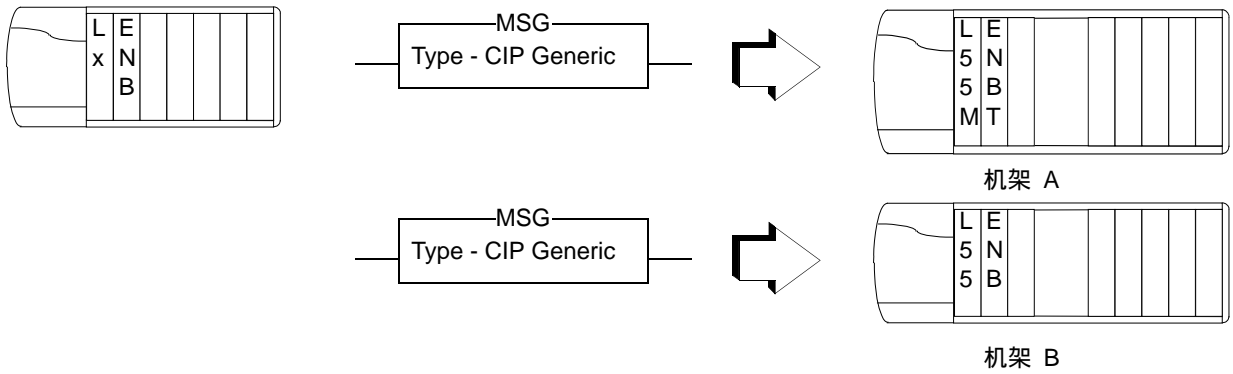 L E
x N
B
MSG
Type - CIP Generic
L E
5 N
5 B
M T
机架 A
MSG
Type - CIP Generic
L E
5 N
5 B
机架 B